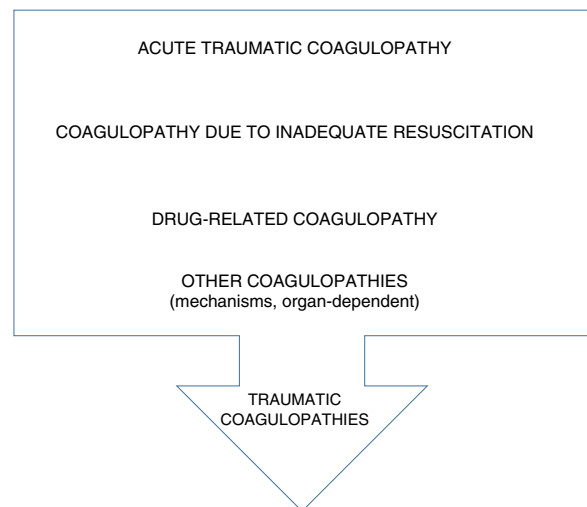 ACUTE TRAUMATIC COAGULOPATHY
COAGULOPATHY DUE TO INADEQUATE RESUSCITATION
DRUG-RELATED COAGULOPATHY
OTHER COAGULOPATHIES
(mechanisms, organ-dependent)
TRAUMATIC
COAGULOPATHIES